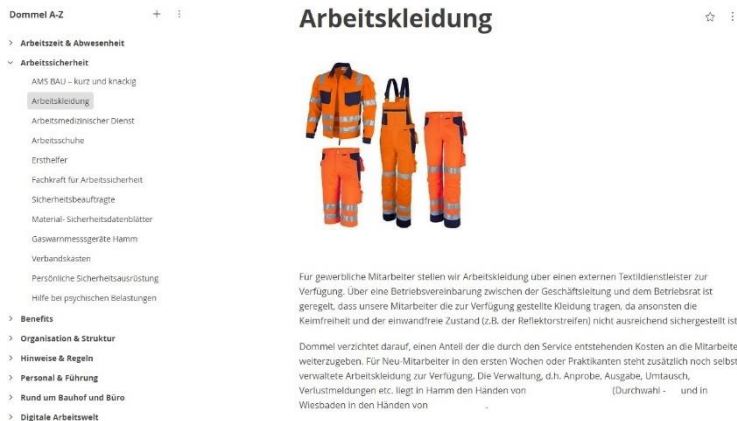 Dommel A-Z
Arbeitszeit & Abwesenheit
Arbeitssicherheit
AMS BAU – kurz und knackig
Arbeitskleidung
Arbeitsmedizinischer Dienst
Arbeitsschuhe
Ersthelfer
Fachkraft für Arbeitssicherheit
Sicherheitsbeauftragte
Material- Sicherheitsdatenblätter
Gaswarnmessgeräte Hamm
Verbandskasten
Persönliche Sicherheitsausrüstung
Hilfe bei psychischen Belastungen
Benefits
Organisation & Struktur
Hinweise & Regeln
Personal & Führung
Rund um Bauhof und Büro
Digitale Arbeitswelt
Arbeitskleidung
Für gewerbliche Mitarbeiter stellen wir Arbeitskleidung über einen externen Textildienstleister zur
Verfügung. Über eine Betriebsvereinbarung zwischen der Geschäftsleitung und dem Betriebsrat ist
geregelt, dass unsere Mitarbeiter die zur Verfügung gestellte Kleidung tragen, da ansonsten die
Keimfreiheit und der einwandfreie Zustand (z.B. der Reflektorstreifen) nicht ausreichend sichergestellt ist
Dommel verzichtet darauf, einen Anteil der die durch den Service entstehenden Kosten an die Mitarbeite
weiterzugeben. Für Neu-Mitarbeiter in den ersten Wochen oder Praktikanten steht zusätzlich noch selbst
verwaltete Arbeitskleidung zur Verfügung. Die Verwaltung, d.h. Anprobe, Ausgabe, Umtausch,
Verlustmeldungen etc. liegt in Hamm den Händen von (Durchwahl - und in
Wiesbaden in den Händen von .